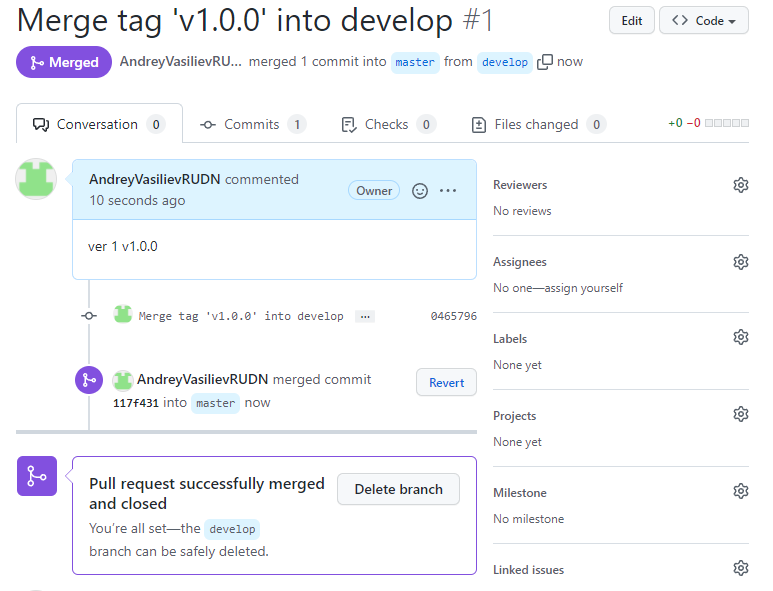 Merge tag 'v1.0.0' into develop #1
Edit
<> Code
Merged
AndreyVasilievRU... merged 1 commit into master from develop now
Conversation 0
Commits 1
Checks 0
Files changed 0
+0 −0
AndreyVasilievRUDN commented
10 seconds ago
Owner
...
ver 1 v1.0.0
Merge tag 'v1.0.0' into develop ... 0465796
AndreyVasilievRUDN merged commit
117f431 into master now
Revert
Pull request successfully merged
and closed
You’re all set—the develop
branch can be safely deleted.
Delete branch
Reviewers
No reviews
Assignees
No one—assign yourself
Labels
None yet
Projects
None yet
Milestone
No milestone
Linked issues